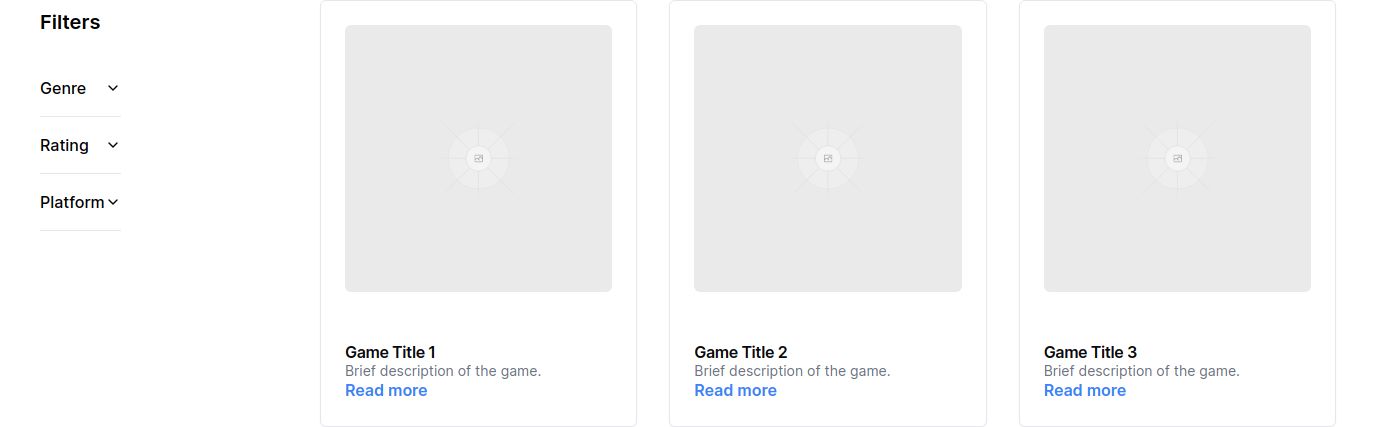 Filters
Genre
Rating
Platform
Game Title 1
Brief description of the game.
Read more
Game Title 2
Brief description of the game.
Read more
Game Title 3
Brief description of the game.
Read more